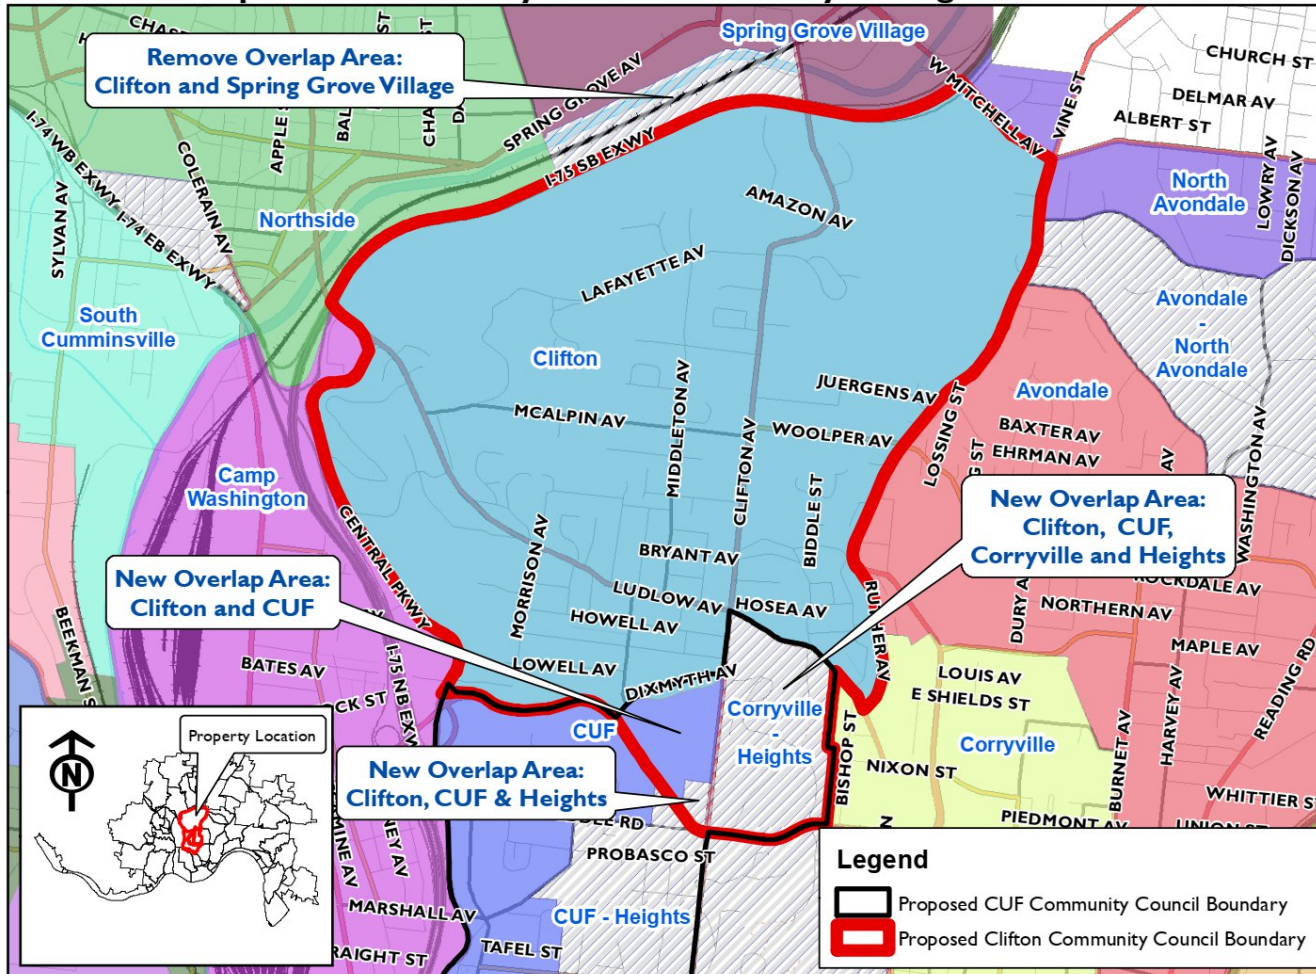 Spring Grove Village
Remove Overlap Area:
Clifton and Spring Grove Village
SPRING GROVE AV
W MITCHELL AV
VINE ST
CHURCH ST
DELMAR AV
ALBERT ST
I-74WB EXWY
I-74 EB EXWY
COLERAIN AV
APPLE
SYLVAN AV
I-75 SB EXWY
Northside
AMAZON AV
LAFAYETTE AV
North
Avondale
LOWRY AV
DICKSON AV
South
Cumminsville
Clifton
Avondale
-
North
Avondale
MIDDLETON AV
CLIFTON AV
JUERGENS AV
MCALPIN AV
WOOLPER AV
LOSSING ST
Avondale
BAXTER AV
EHRMAN AV
WASHINGTON AV
Camp
Washington
CENTRAL PKWY
New Overlap Area:
Clifton, CUF,
Corryville and Heights
BIDDLE ST
BRYANT AV
MORRISON AV
LUDLOW AV
HOSEA AV
HOWELL AV
New Overlap Area:
Clifton and CUF
ROCKDALE AV
DURY A
NORTHERN AV
MAPLE AV
BEEKMAN S
BATES AV
I-75 NB EXW
LOWELL AV
DIXMYTH AV
LOUIS AV
E SHIELDS ST
READING RD
CUF
Corryville
-
Heights
BISHOP ST
Corryville
BURNET AV
HARVEY AV
Property Location
N
New Overlap Area:
Clifton, CUF & Heights
NIXON ST
WHITTIER S
PIEDMONT AV
PROBASCO ST
MARSHALL AV
CUF - Heights
TAFEL ST
RAIGHT ST
Legend
Proposed CUF Community Council Boundary
Proposed Clifton Community Council Boundary